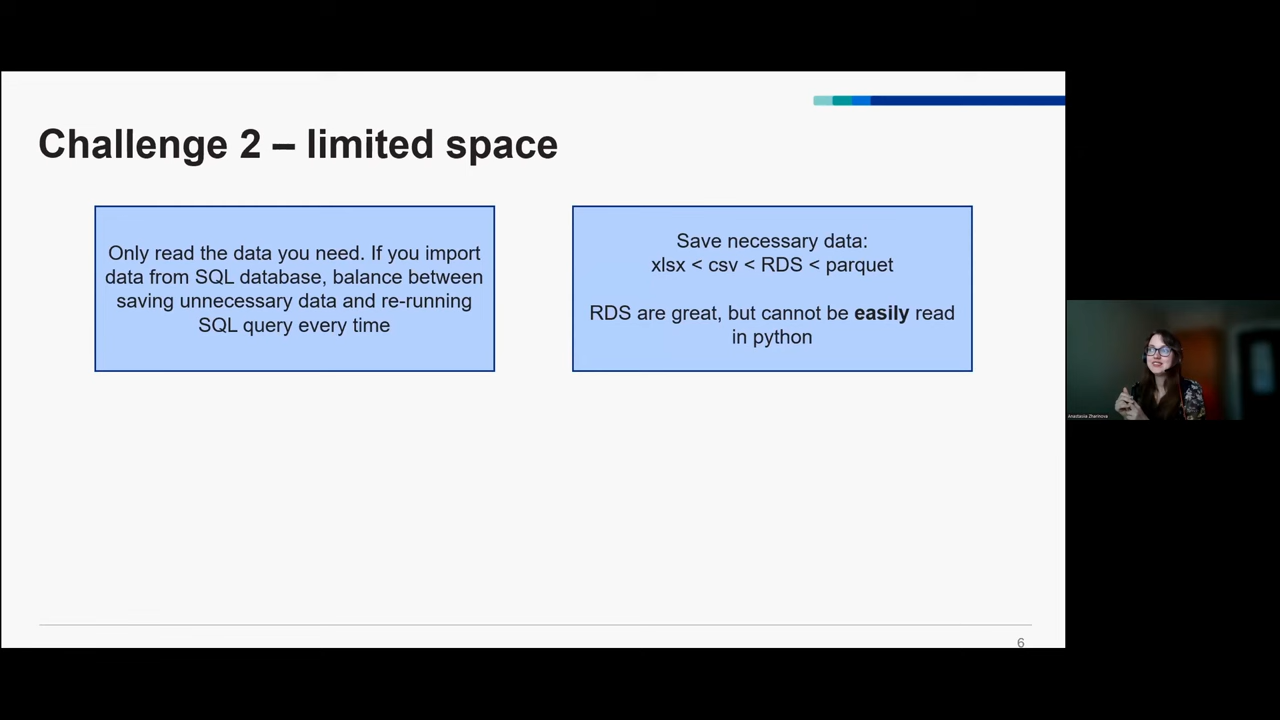 Challenge 2 – limited space
Only read the data you need. If you import
data from SQL database, balance between
saving unnecessary data and re-running
SQL query every time
Save necessary data:
xlsx < csv < RDS < parquet
RDS are great, but cannot be easily read
in python
6